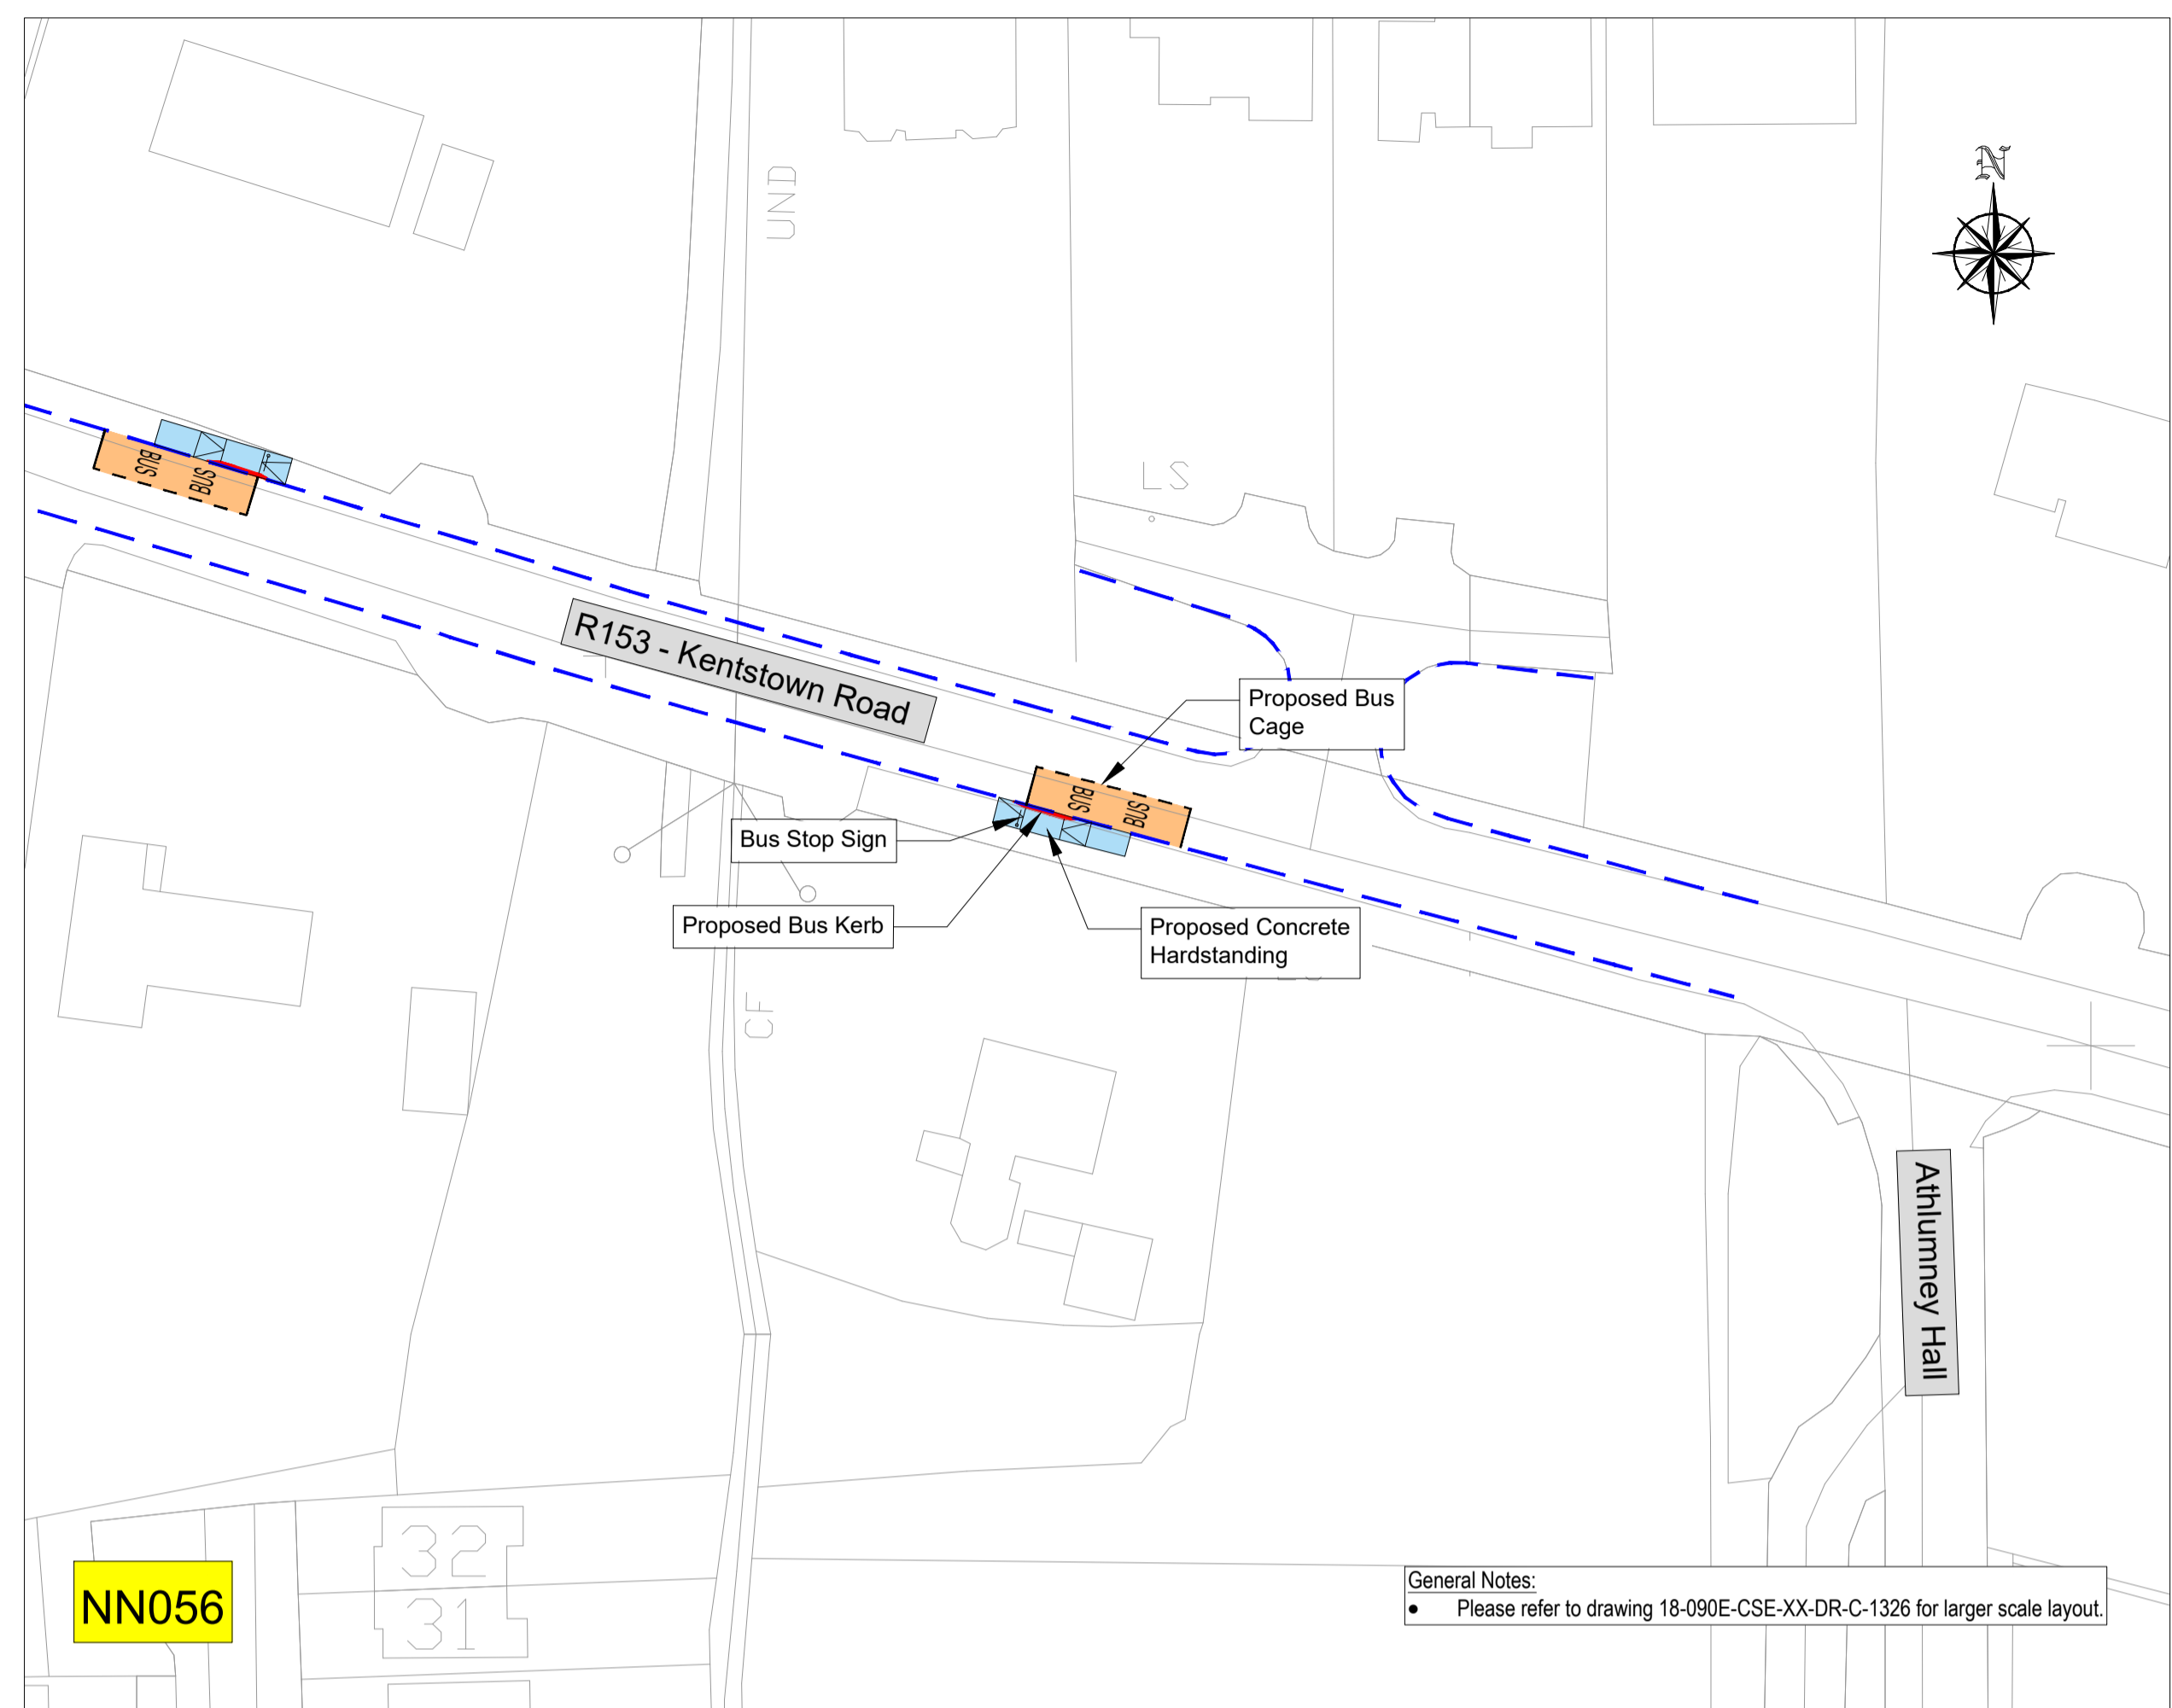 UND
N
BUS
BUS
LS
R153 - Kentstown Road
Proposed Bus
Cage
BUS
BUS
Bus Stop Sign
Proposed Bus Kerb
Proposed Concrete
Hardstanding
CF
Athlumney Hall
32
31
NN056
General Notes:
• Please refer to drawing 18-090E-CSE-XX-DR-C-1326 for larger scale layout.